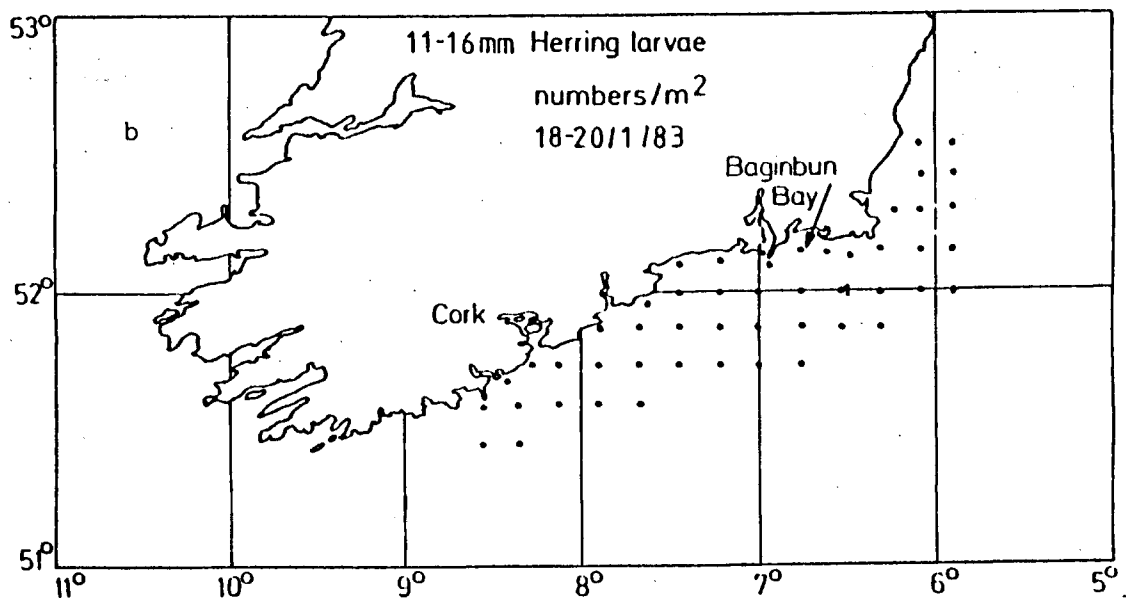 53°
11-16mm Herring larvae
numbers/m²
18-20/1/83
b
Baginbun
Bay
52°
Cork
51°
11°
10°
9°
8°
7°
6°
5°